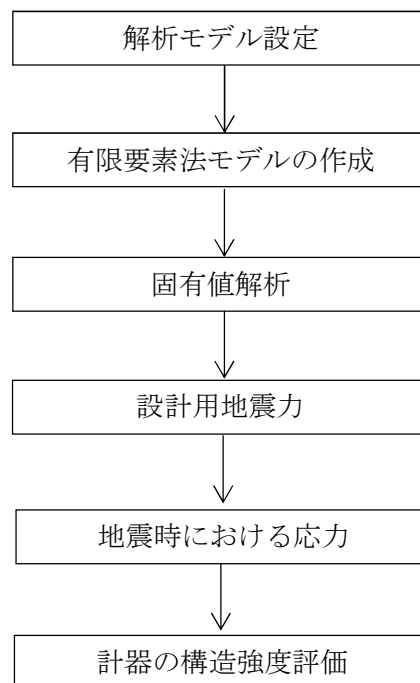 解析モデル設定
有限要素法モデルの作成
固有値解析
設計用地震力
地震時における応力
計器の構造強度評価